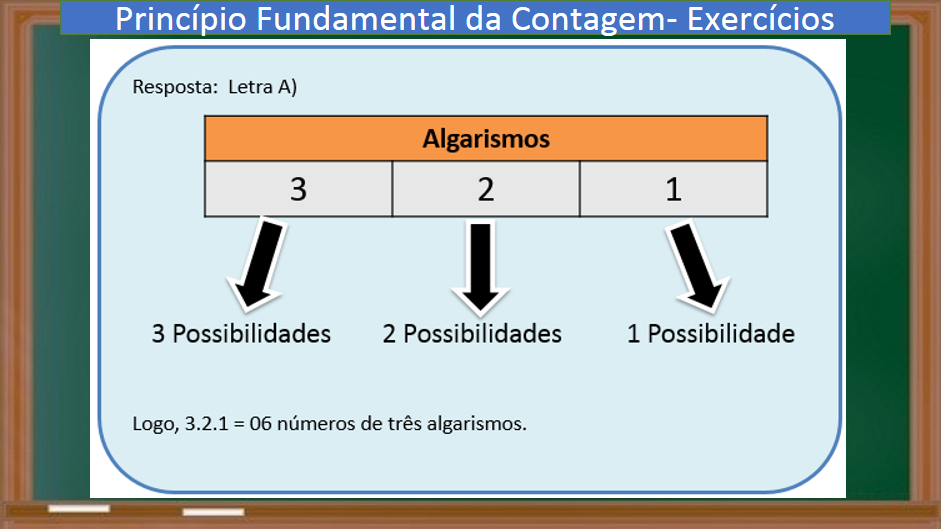 Princípio Fundamental da Contagem- Exercícios
Resposta:  Letra A)
Algarismos
3 2 1
3 Possibilidades 2 Possibilidades 1 Possibilidade
Logo, 3.2.1 = 06 números de três algarismos.